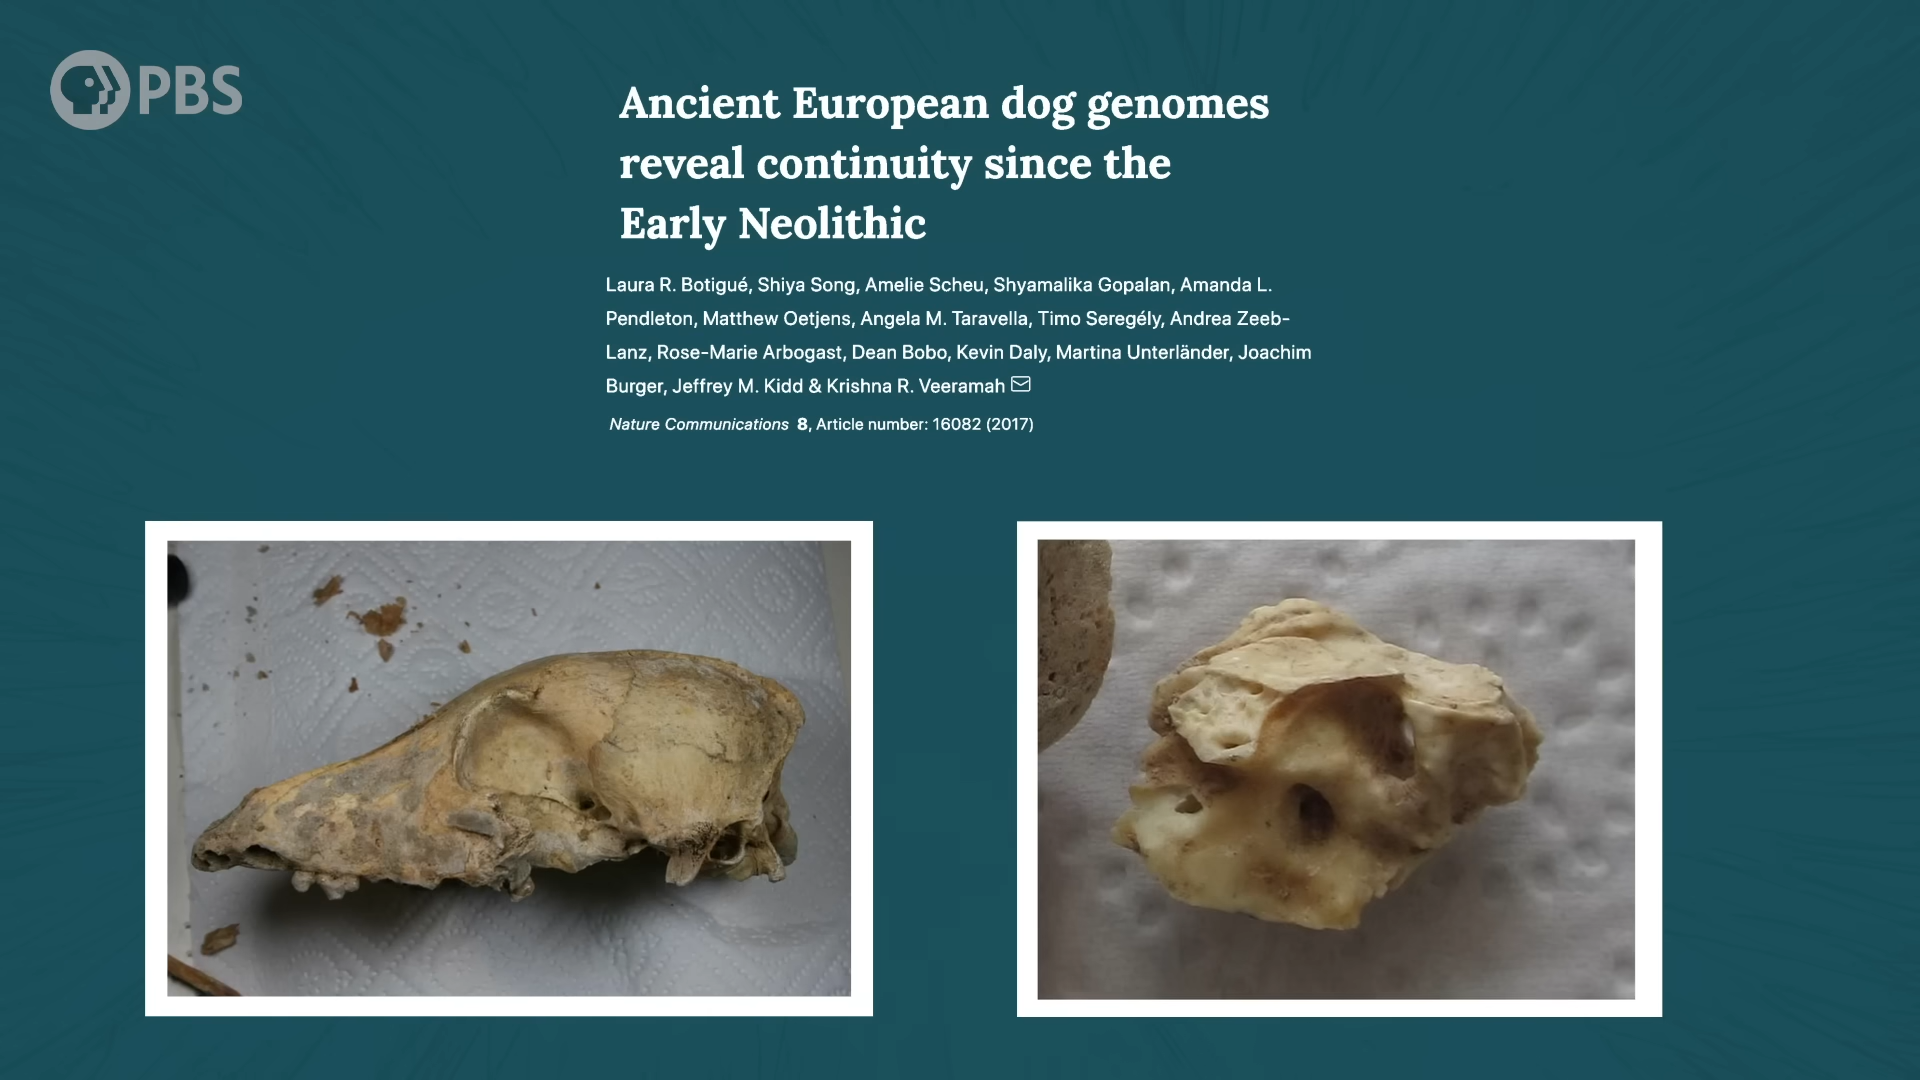 PBS
Ancient European dog genomes
reveal continuity since the
Early Neolithic
Laura R. Botigué, Shiya Song, Amelie Scheu, Shyamalika Gopalan, Amanda L.
Pendleton, Matthew Oetjens, Angela M. Taravella, Timo Seregély, Andrea Zeeb-
Lanz, Rose-Marie Arbogast, Dean Bobo, Kevin Daly, Martina Unterländer, Joachim
Burger, Jeffrey M. Kidd & Krishna R. Veeramah
Nature Communications 8, Article number: 16082 (2017)